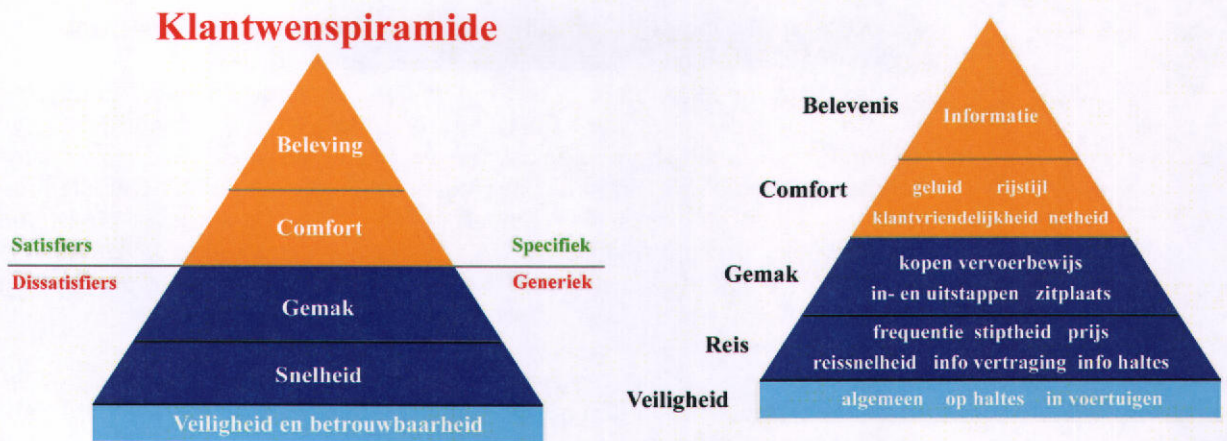 Klantwenspiramide
Beleving
Comfort
Satisfiers
Specifiek
Dissatisfiers
Generiek
Gemak
Snelheid
Veiligheid en betrouwbaarheid
Belevenis
Informatie
Comfort
geluid rijstijl
klantvriendelijkheid netheid
Gemak
kopen vervoerbewijs
in- en uitstappen zitplaats
Reis
frequentie stiptheid prijs
reissnelheid info vertraging info haltes
Veiligheid
algemeen op haltes in voertuigen